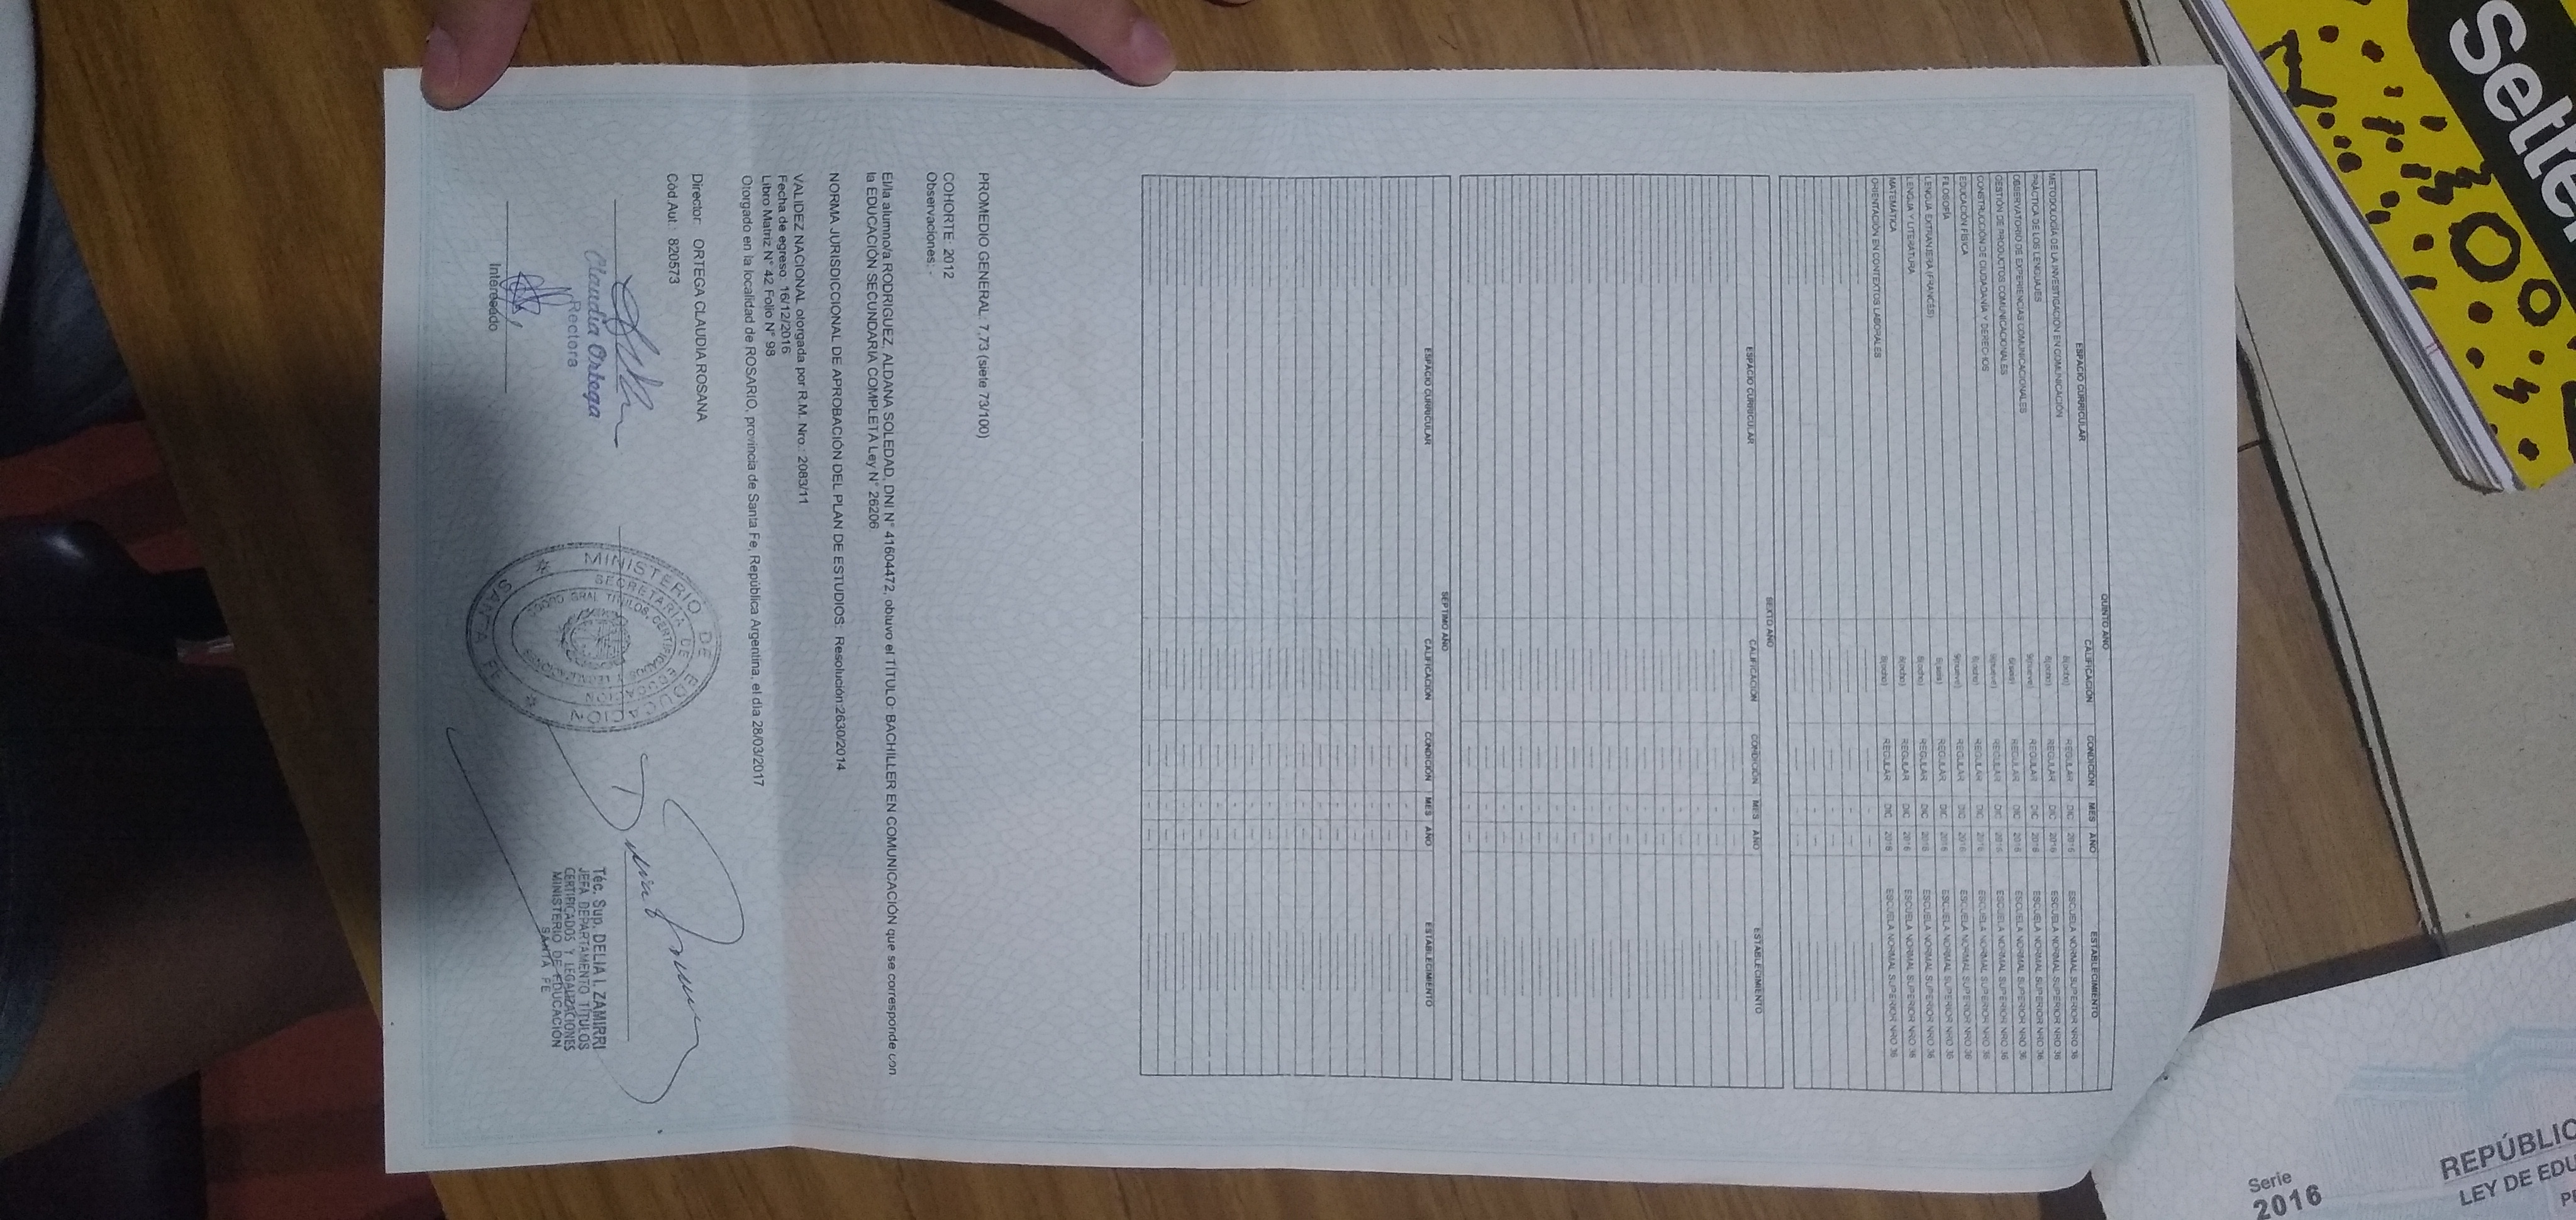 QUINTO AÑO
ESPACIO CURRICULAR CALIFICACIÓN CONDICIÓN MES AÑO ESTABLECIMIENTO
METODOLOGÍA DE LA INVESTIGACIÓN EN COMUNICACIÓN 8(ocho) REGULAR DIC 2016 ESCUELA NORMAL SUPERIOR NRO 36
PRÁCTICA DE LOS LENGUAJES 8(ocho) REGULAR DIC 2016 ESCUELA NORMAL SUPERIOR NRO 36
OBSERVATORIO DE EXPERIENCIAS COMUNICACIONALES 9(nueve) REGULAR DIC 2016 ESCUELA NORMAL SUPERIOR NRO 36
GESTIÓN DE PRODUCTOS COMUNICACIONALES 6(seis) REGULAR DIC 2016 ESCUELA NORMAL SUPERIOR NRO 36
CONSTRUCCIÓN DE CIUDADANÍA Y DERECHOS 9(nueve) REGULAR DIC 2016 ESCUELA NORMAL SUPERIOR NRO 36
EDUCACIÓN FÍSICA 8(ocho) REGULAR DIC 2016 ESCUELA NORMAL SUPERIOR NRO 36
FILOSOFÍA 9(nueve) REGULAR DIC 2016 ESCUELA NORMAL SUPERIOR NRO 36
LENGUA EXTRANJERA (FRANCÉS) 6(seis) REGULAR DIC 2016 ESCUELA NORMAL SUPERIOR NRO 36
LENGUA Y LITERATURA 8(ocho) REGULAR DIC 2016 ESCUELA NORMAL SUPERIOR NRO 36
MATEMÁTICA 8(ocho) REGULAR DIC 2016 ESCUELA NORMAL SUPERIOR NRO 36
ORIENTACIÓN EN CONTEXTOS LABORALES 8(ocho) REGULAR DIC 2016 ESCUELA NORMAL SUPERIOR NRO 36
SEXTO AÑO
ESPACIO CURRICULAR CALIFICACIÓN CONDICIÓN MES AÑO ESTABLECIMIENTO
SEPTIMO AÑO
ESPACIO CURRICULAR CALIFICACIÓN CONDICIÓN MES AÑO ESTABLECIMIENTO
PROMEDIO GENERAL: 7,73 (siete 73/100)
COHORTE: 2012
Observaciones: -
El/la alumno/a RODRIGUEZ, ALDANA SOLEDAD, DNI N° 41604472, obtuvo el TÍTULO: BACHILLER EN COMUNICACIÓN que se corresponde con
la EDUCACIÓN SECUNDARIA COMPLETA Ley N° 26206
NORMA JURISDICCIONAL DE APROBACIÓN DEL PLAN DE ESTUDIOS: Resolución:2630/2014
VALIDEZ NACIONAL otorgada por R.M. Nro.: 2083/11
Fecha de egreso: 16/12/2016
Libro Matriz N° 42 Folio N° 98
Otorgado en la localidad de ROSARIO, provincia de Santa Fe, República Argentina, el día 28/03/2017
Director: ORTEGA CLAUDIA ROSANA
Cód.Aut.: 820573
Claudia Ortega
Rectora
Interesado
MINISTERIO DE EDUCACION
SANTA FE
SECRETARIA DE EDUCACION
Téc. Sup. DELIA I. ZAMIRRI
JEFA DEPARTAMENTO TÍTULOS
CERTIFICADOS Y LEGALIZACIONES
MINISTERIO DE EDUCACIÓN
SANTA FE
Serie
2016